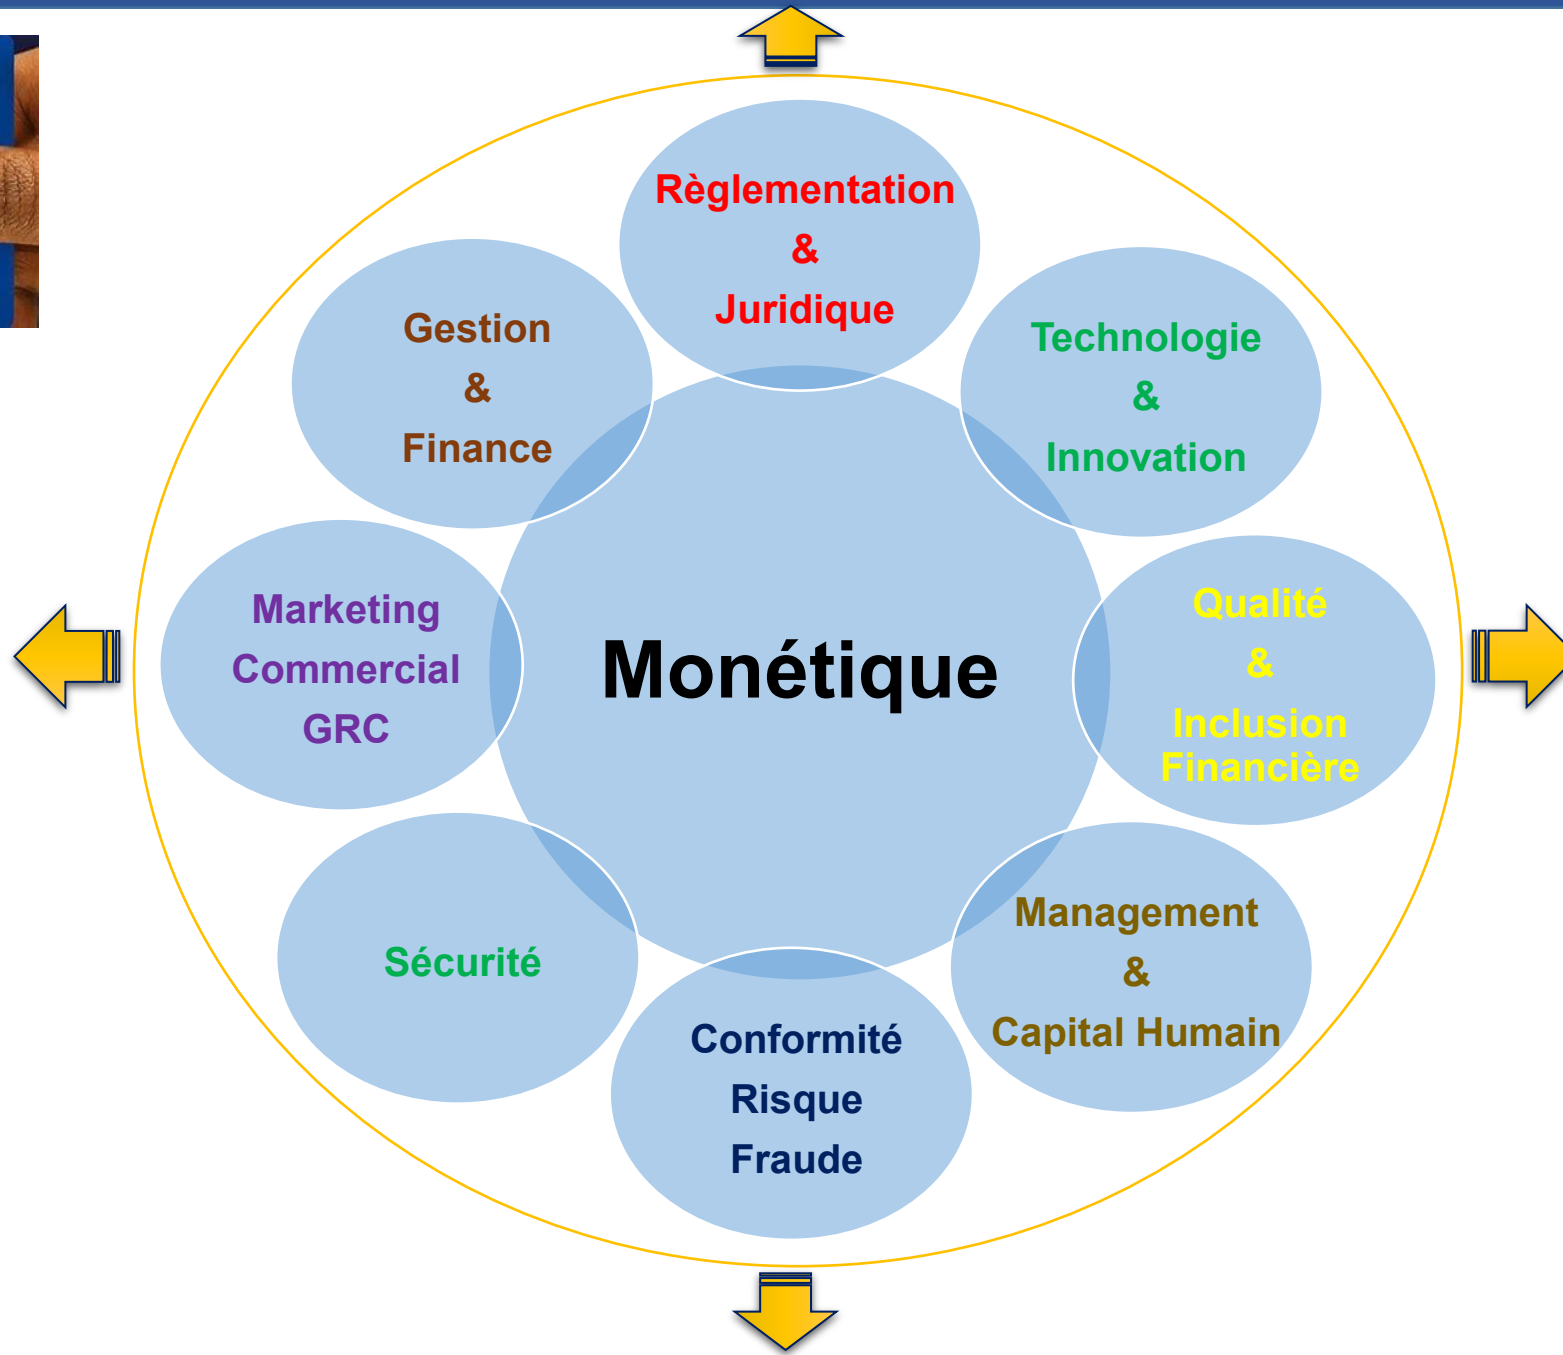 Règlementation
&
Juridique
Gestion
&
Finance
Technologie
&
Innovation
Marketing
Commercial
GRC
Monétique
Qualité
&
Inclusion
Financière
Sécurité
Management
&
Capital Humain
Conformité
Risque
Fraude